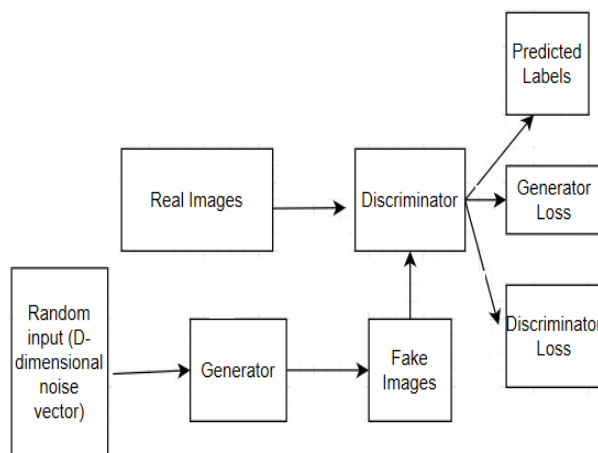 Predicted
Labels
Real Images
Discriminator
Generator
Loss
Random
input (D-
dimensional
noise
vector)
Generator
Fake
Images
Discriminator
Loss